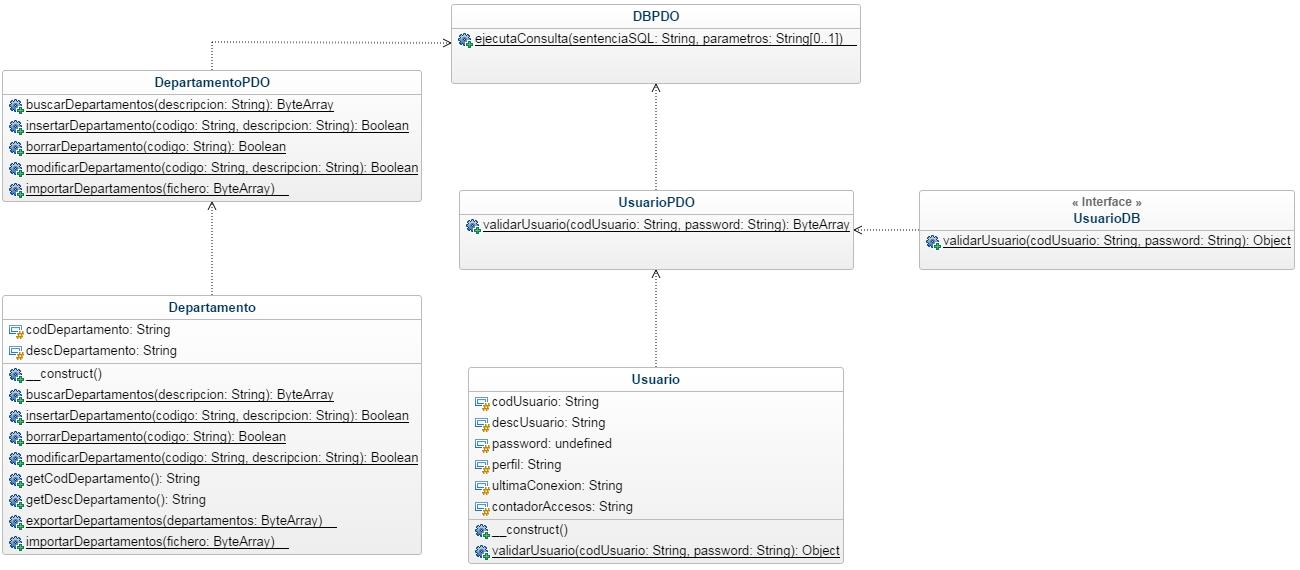 DBPDO
ejecutaConsulta(sentenciaSQL: String, parametros: String[0..1])
DepartamentoPDO
buscarDepartamentos(descripcion: String): ByteArray
insertarDepartamento(codigo: String, descripcion: String): Boolean
borrarDepartamento(codigo: String): Boolean
modificarDepartamento(codigo: String, descripcion: String): Boolean
importarDepartamentos(fichero: ByteArray)
UsuarioPDO
validarUsuario(codUsuario: String, password: String): ByteArray
« Interface »
UsuarioDB
validarUsuario(codUsuario: String, password: String): Object
Departamento
codDepartamento: String
descDepartamento: String
__construct()
buscarDepartamentos(descripcion: String): ByteArray
insertarDepartamento(codigo: String, descripcion: String): Boolean
borrarDepartamento(codigo: String): Boolean
modificarDepartamento(codigo: String, descripcion: String): Boolean
getCodDepartamento(): String
getDescDepartamento(): String
exportarDepartamentos(departamentos: ByteArray)
importarDepartamentos(fichero: ByteArray)
Usuario
codUsuario: String
descUsuario: String
password: undefined
perfil: String
ultimaConexion: String
contadorAccesos: String
__construct()
validarUsuario(codUsuario: String, password: String): Object